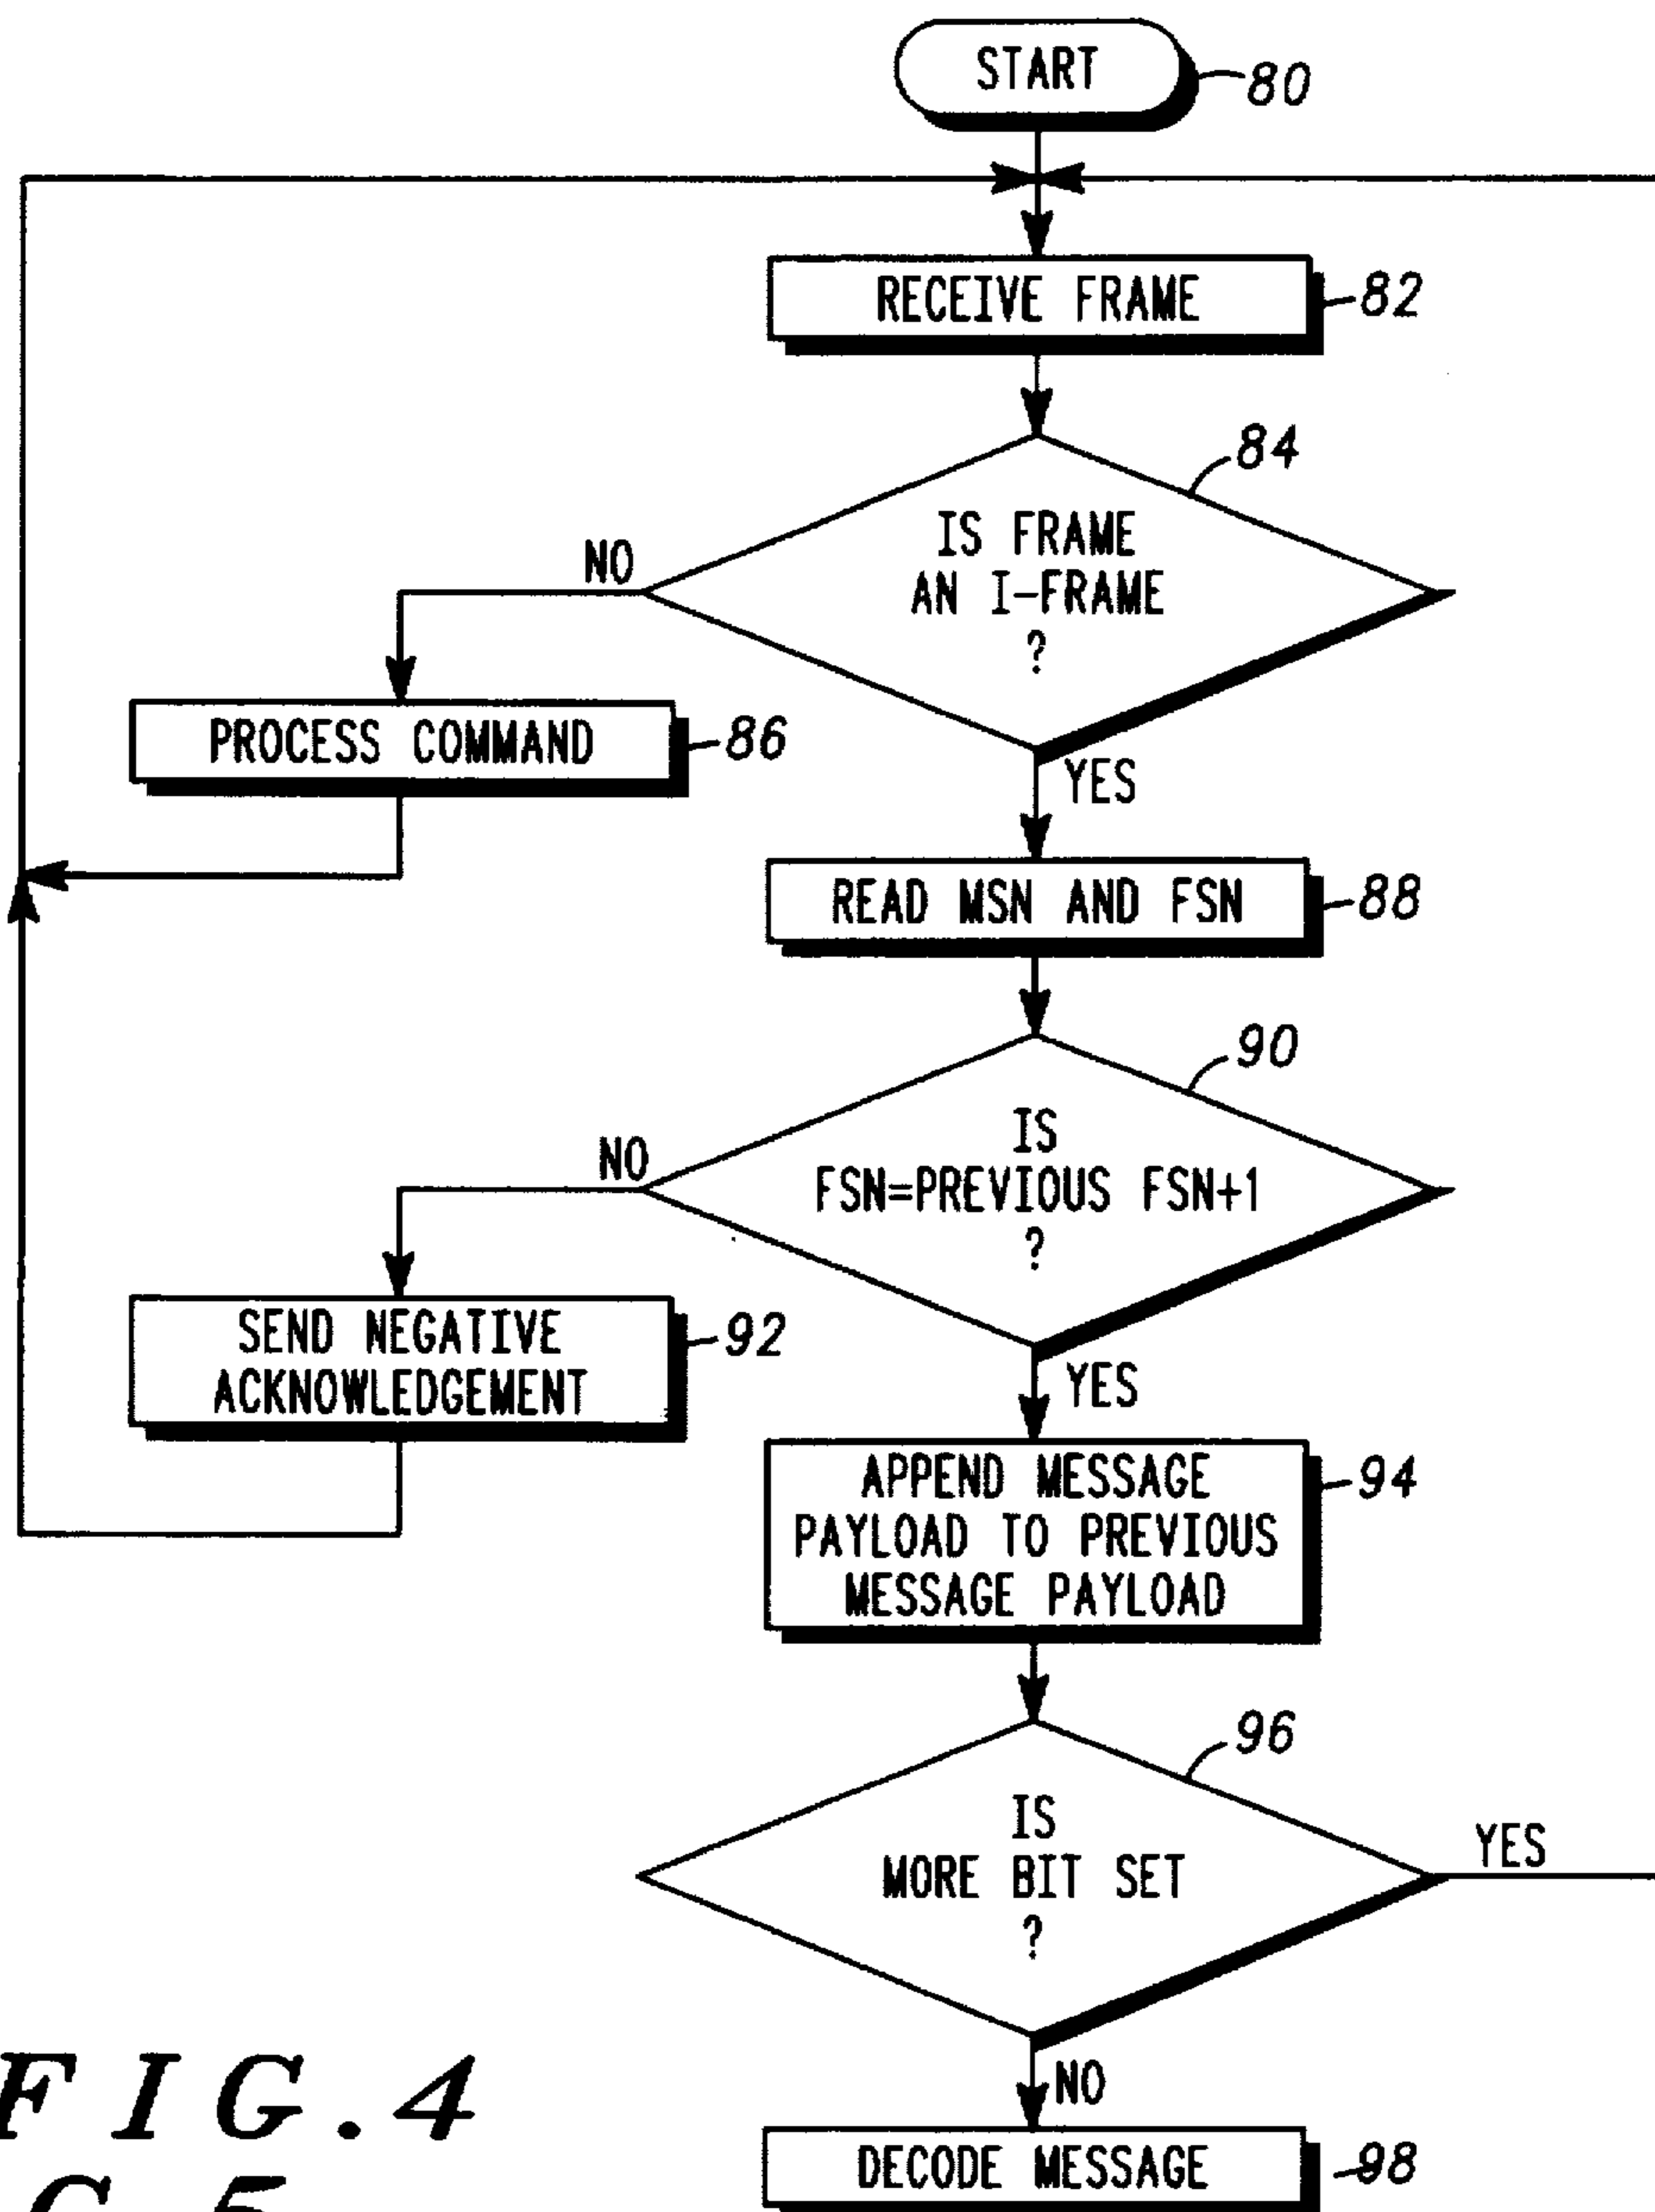 START
80
RECEIVE FRAME
82
84
IS FRAME
AN I-FRAME
?
NO
PROCESS COMMAND
86
YES
READ MSN AND FSN
88
90
IS
FSN=PREVIOUS FSN+1
?
NO
SEND NEGATIVE
ACKNOWLEDGEMENT
92
YES
APPEND MESSAGE
PAYLOAD TO PREVIOUS
MESSAGE PAYLOAD
94
96
IS
MORE BIT SET
?
YES
NO
FIG.4
DECODE MESSAGE
98